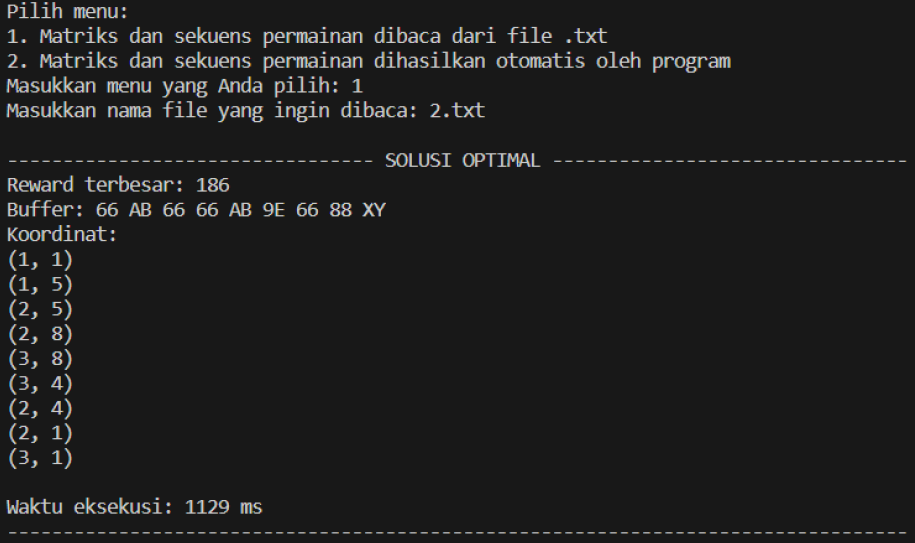 Pilih menu:
1. Matriks dan sekuens permainan dibaca dari file .txt
2. Matriks dan sekuens permainan dihasilkan otomatis oleh program
Masukkan menu yang Anda pilih: 1
Masukkan nama file yang ingin dibaca: 2.txt

--------------------------------- SOLUSI OPTIMAL --------------------------------
Reward terbesar: 186
Buffer: 66 AB 66 66 AB 9E 66 88 XY
Koordinat:
(1, 1)
(1, 5)
(2, 5)
(2, 8)
(3, 8)
(3, 4)
(2, 4)
(2, 1)
(3, 1)

Waktu eksekusi: 1129 ms
----------------------------------------------------------------------------------